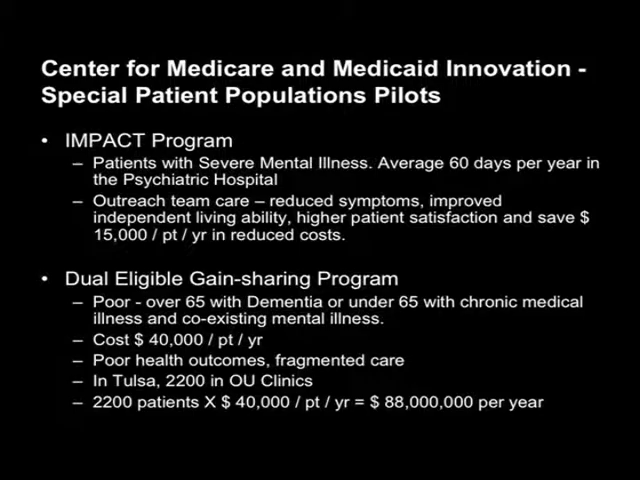 Center for Medicare and Medicaid Innovation -
Special Patient Populations Pilots
• IMPACT Program
– Patients with Severe Mental Illness. Average 60 days per year in
the Psychiatric Hospital
– Outreach team care – reduced symptoms, improved
independent living ability, higher patient satisfaction and save $
15,000 / pt / yr in reduced costs.
• Dual Eligible Gain-sharing Program
– Poor - over 65 with Dementia or under 65 with chronic medical
illness and co-existing mental illness.
– Cost $ 40,000 / pt / yr
– Poor health outcomes, fragmented care
– In Tulsa, 2200 in OU Clinics
– 2200 patients X $ 40,000 / pt / yr = $ 88,000,000 per year